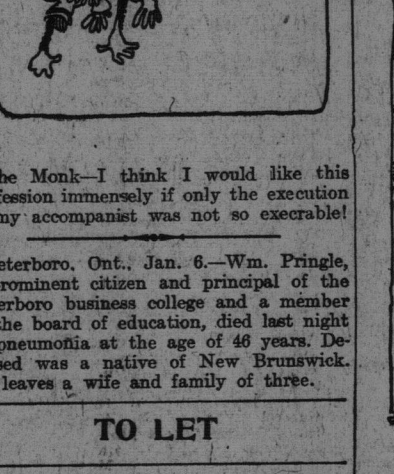 he Monk—I think I would like this
fession immensely if only the execution
my accompanist was not so execrable!
eterboro, Ont., Jan. 6.—Wm. Pringle,
rominent citizen and principal of the
erboro business college and a member
the board of education, died last night
pneumonia at the age of 46 years. De-
sed was a native of New Brunswick.
leaves a wife and family of three.
TO LET